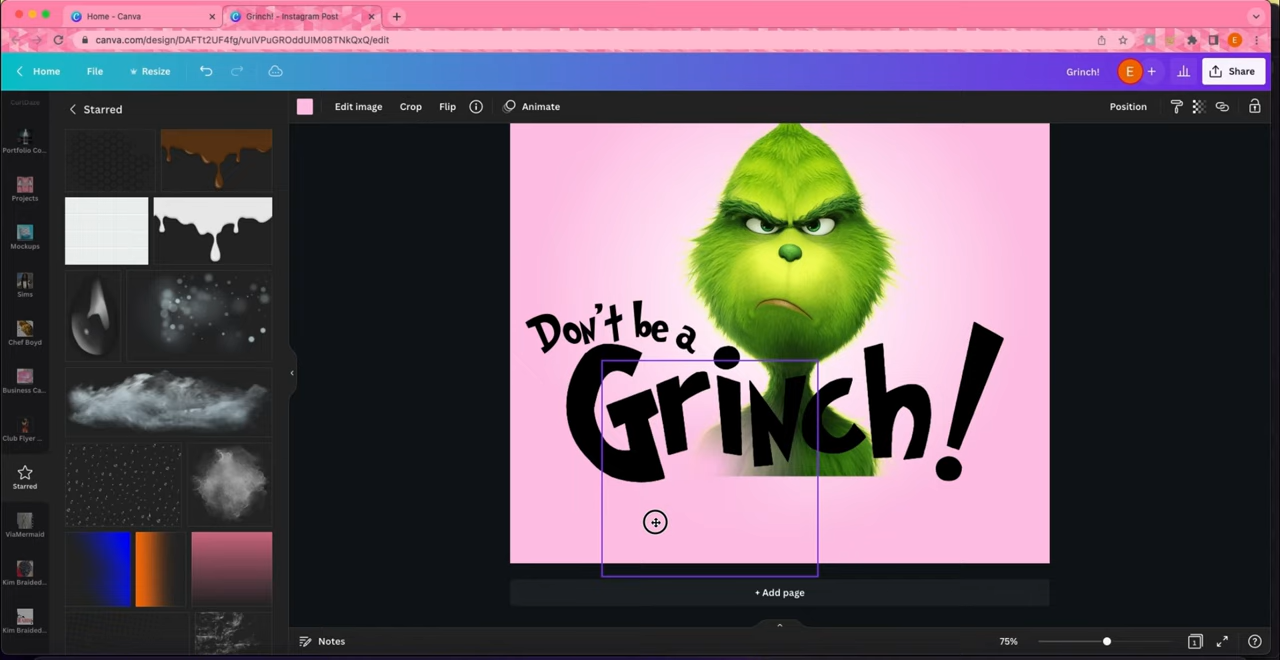 Home - Canva
Grinch! - Instagram Post
canva.com/design/DAFTt2UF4fg/vuIVPuGROddUIM08TNkQxQ/edit
E
Home
File
Resize
Grinch!
E
Share
CurlDaze
Starred
Edit image
Crop
Flip
Animate
Position
Portfolio Co...
Projects
Mockups
Sims
Chef Boyd
Business Ca...
Club Flyer ...
Starred
ViaMermaid
Kim Braided...
Kim Braided...
Don't be a
Grinch!
+ Add page
Notes
75%
1